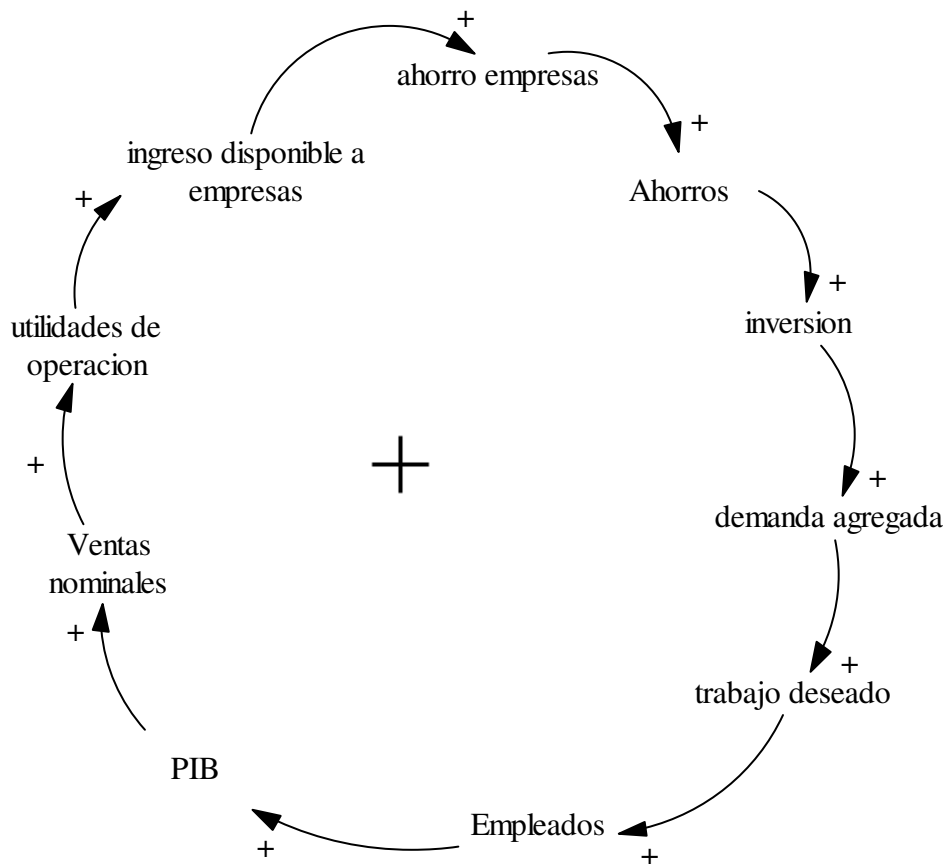 +
ahorro empresas
+
ingreso disponible a
empresas
+
Ahorros
+
+
inversion
utilidades de
operacion
+
+
+
demanda agregada
Ventas
nominales
+
+
trabajo deseado
PIB
Empleados
+
+